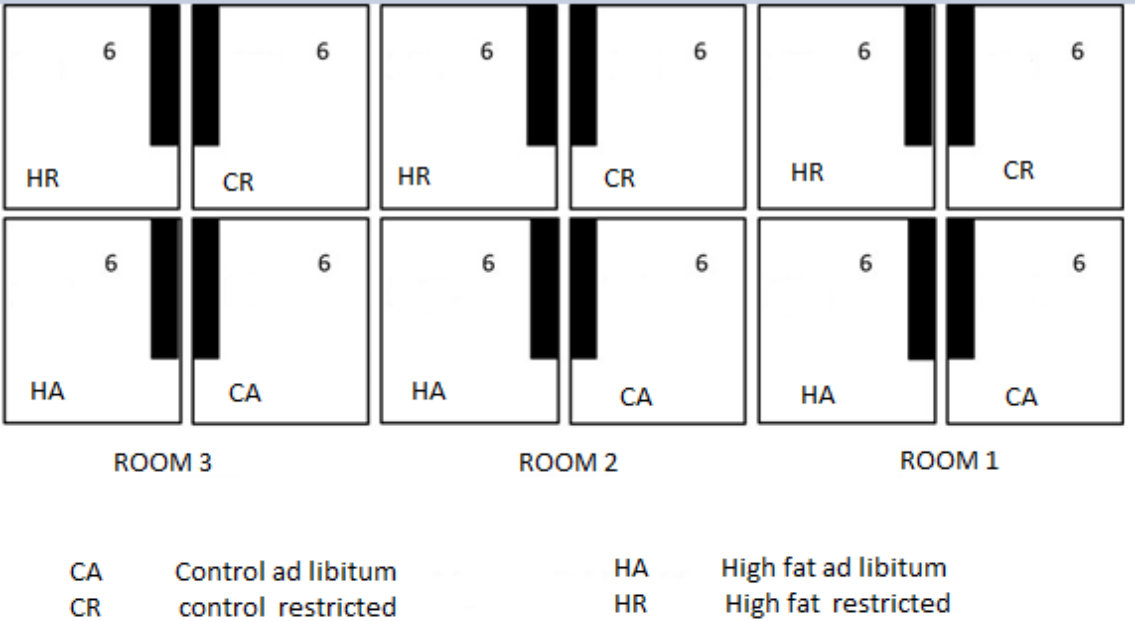 6 6 6 6 6 6
HR CR HR CR HR CR
6 6 6 6 6 6
HA CA HA CA HA CA
ROOM 3 ROOM 2 ROOM 1
CA Control ad libitum HA High fat ad libitum
CR control restricted HR High fat restricted